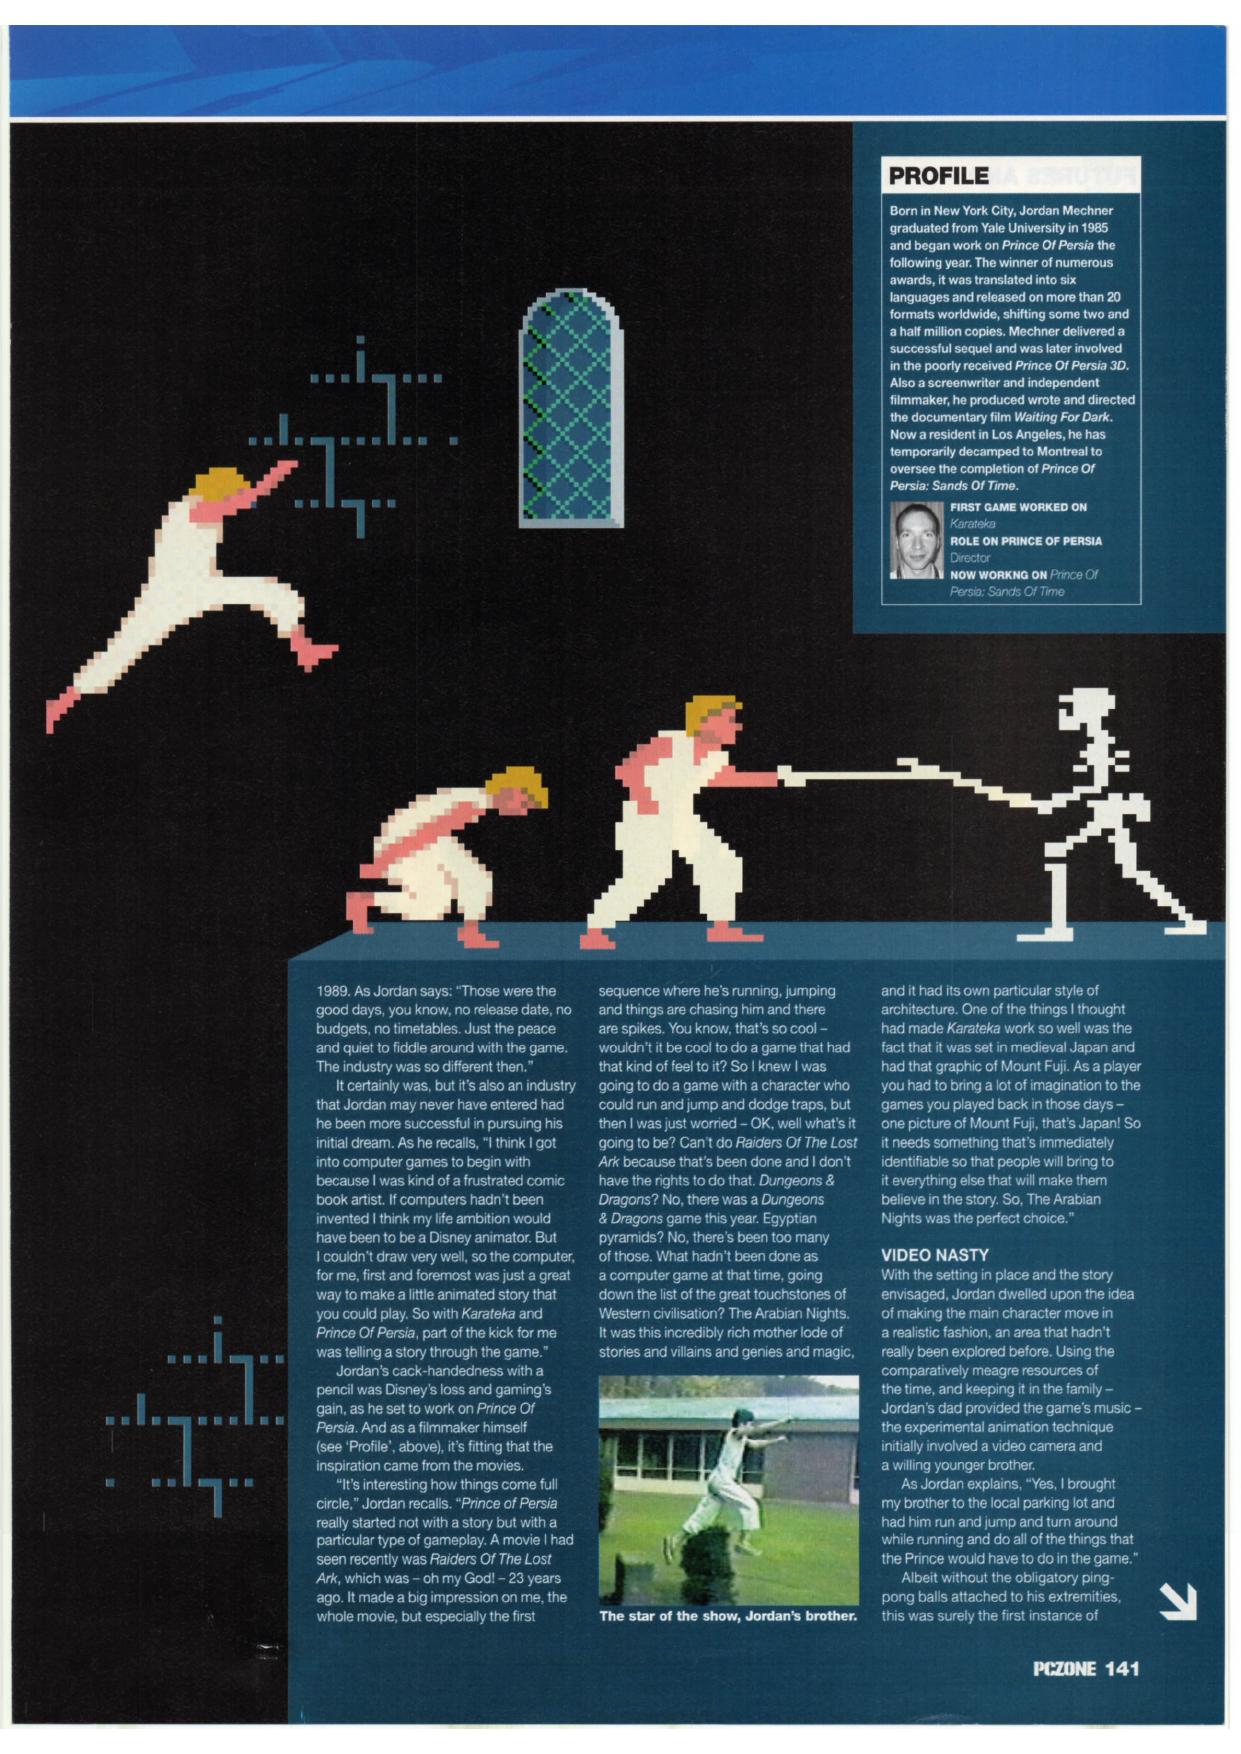 PROFILE
Born in New York City, Jordan Mechner
graduated from Yale University in 1985
and began work on Prince Of Persia the
following year. The winner of numerous
awards, it was translated into six
languages and released on more than 20
formats worldwide, shifting some two and
a half million copies. Mechner delivered a
successful sequel and was later involved
in the poorly received Prince Of Persia 3D.
Also a screenwriter and independent
filmmaker, he produced wrote and directed
the documentary film Waiting For Dark.
Now a resident in Los Angeles, he has
temporarily decamped to Montreal to
oversee the completion of Prince Of
Persia: Sands Of Time.
FIRST GAME WORKED ON
Karateka
ROLE ON PRINCE OF PERSIA
Director
NOW WORKNG ON Prince Of
Persia: Sands Of Time
1989. As Jordan says: “Those were the
good days, you know, no release date, no
budgets, no timetables. Just the peace
and quiet to fiddle around with the game.
The industry was so different then.”
It certainly was, but it’s also an industry
that Jordan may never have entered had
he been more successful in pursuing his
initial dream. As he recalls, “I think I got
into computer games to begin with
because I was kind of a frustrated comic
book artist. If computers hadn’t been
invented I think my life ambition would
have been to be a Disney animator. But
I couldn’t draw very well, so the computer,
for me, first and foremost was just a great
way to make a little animated story that
you could play. So with Karateka and
Prince Of Persia, part of the kick for me
was telling a story through the game.”
Jordan’s cack-handedness with a
pencil was Disney’s loss and gaming’s
gain, as he set to work on Prince Of
Persia. And as a filmmaker himself
(see ‘Profile’, above), it’s fitting that the
inspiration came from the movies.
“It’s interesting how things come full
circle,” Jordan recalls. “Prince of Persia
really started not with a story but with a
particular type of gameplay. A movie I had
seen recently was Raiders Of The Lost
Ark, which was – oh my God! – 23 years
ago. It made a big impression on me, the
whole movie, but especially the first
sequence where he’s running, jumping
and things are chasing him and there
are spikes. You know, that’s so cool –
wouldn’t it be cool to do a game that had
that kind of feel to it? So I knew I was
going to do a game with a character who
could run and jump and dodge traps, but
then I was just worried – OK, well what’s it
going to be? Can’t do Raiders Of The Lost
Ark because that’s been done and I don’t
have the rights to do that. Dungeons &
Dragons? No, there was a Dungeons
& Dragons game this year. Egyptian
pyramids? No, there’s been too many
of those. What hadn’t been done as
a computer game at that time, going
down the list of the great touchstones of
Western civilisation? The Arabian Nights.
It was this incredibly rich mother lode of
stories and villains and genies and magic,
The star of the show, Jordan’s brother.
and it had its own particular style of
architecture. One of the things I thought
had made Karateka work so well was the
fact that it was set in medieval Japan and
had that graphic of Mount Fuji. As a player
you had to bring a lot of imagination to the
games you played back in those days –
one picture of Mount Fuji, that’s Japan! So
it needs something that’s immediately
identifiable so that people will bring to
it everything else that will make them
believe in the story. So, The Arabian
Nights was the perfect choice.”
VIDEO NASTY
With the setting in place and the story
envisaged, Jordan dwelled upon the idea
of making the main character move in
a realistic fashion, an area that hadn’t
really been explored before. Using the
comparatively meagre resources of
the time, and keeping it in the family –
Jordan’s dad provided the game’s music –
the experimental animation technique
initially involved a video camera and
a willing younger brother.
As Jordan explains, “Yes, I brought
my brother to the local parking lot and
had him run and jump and turn around
while running and do all of the things that
the Prince would have to do in the game.”
Albeit without the obligatory ping-
pong balls attached to his extremities,
this was surely the first instance of
PCZONE 141